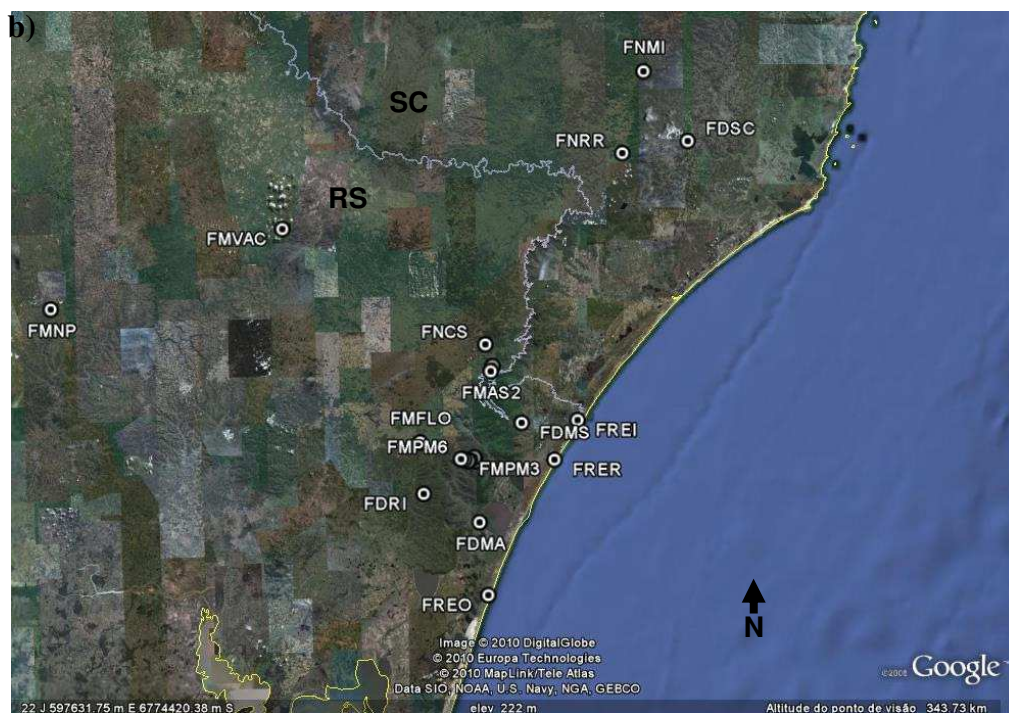 b)
FNMI
SC
FDSC
FNRR
RS
FMVAC
FMNP
FNCS
FMAS2
FMFLO
FDMS
FREI
FMPM6
FMPM3
FRER
FDRI
FDMA
FREO
N
Image © 2010 DigitalGlobe
© 2010 Europa Technologies
© 2010 MapLink/Tele Atlas
Data SIO, NOAA, U.S. Navy, NGA, GEBCO
©2008 Google
22 J 597631.75 m E 6774420.38 m S elev 222 m Altitude do ponto de visão 343.73 km